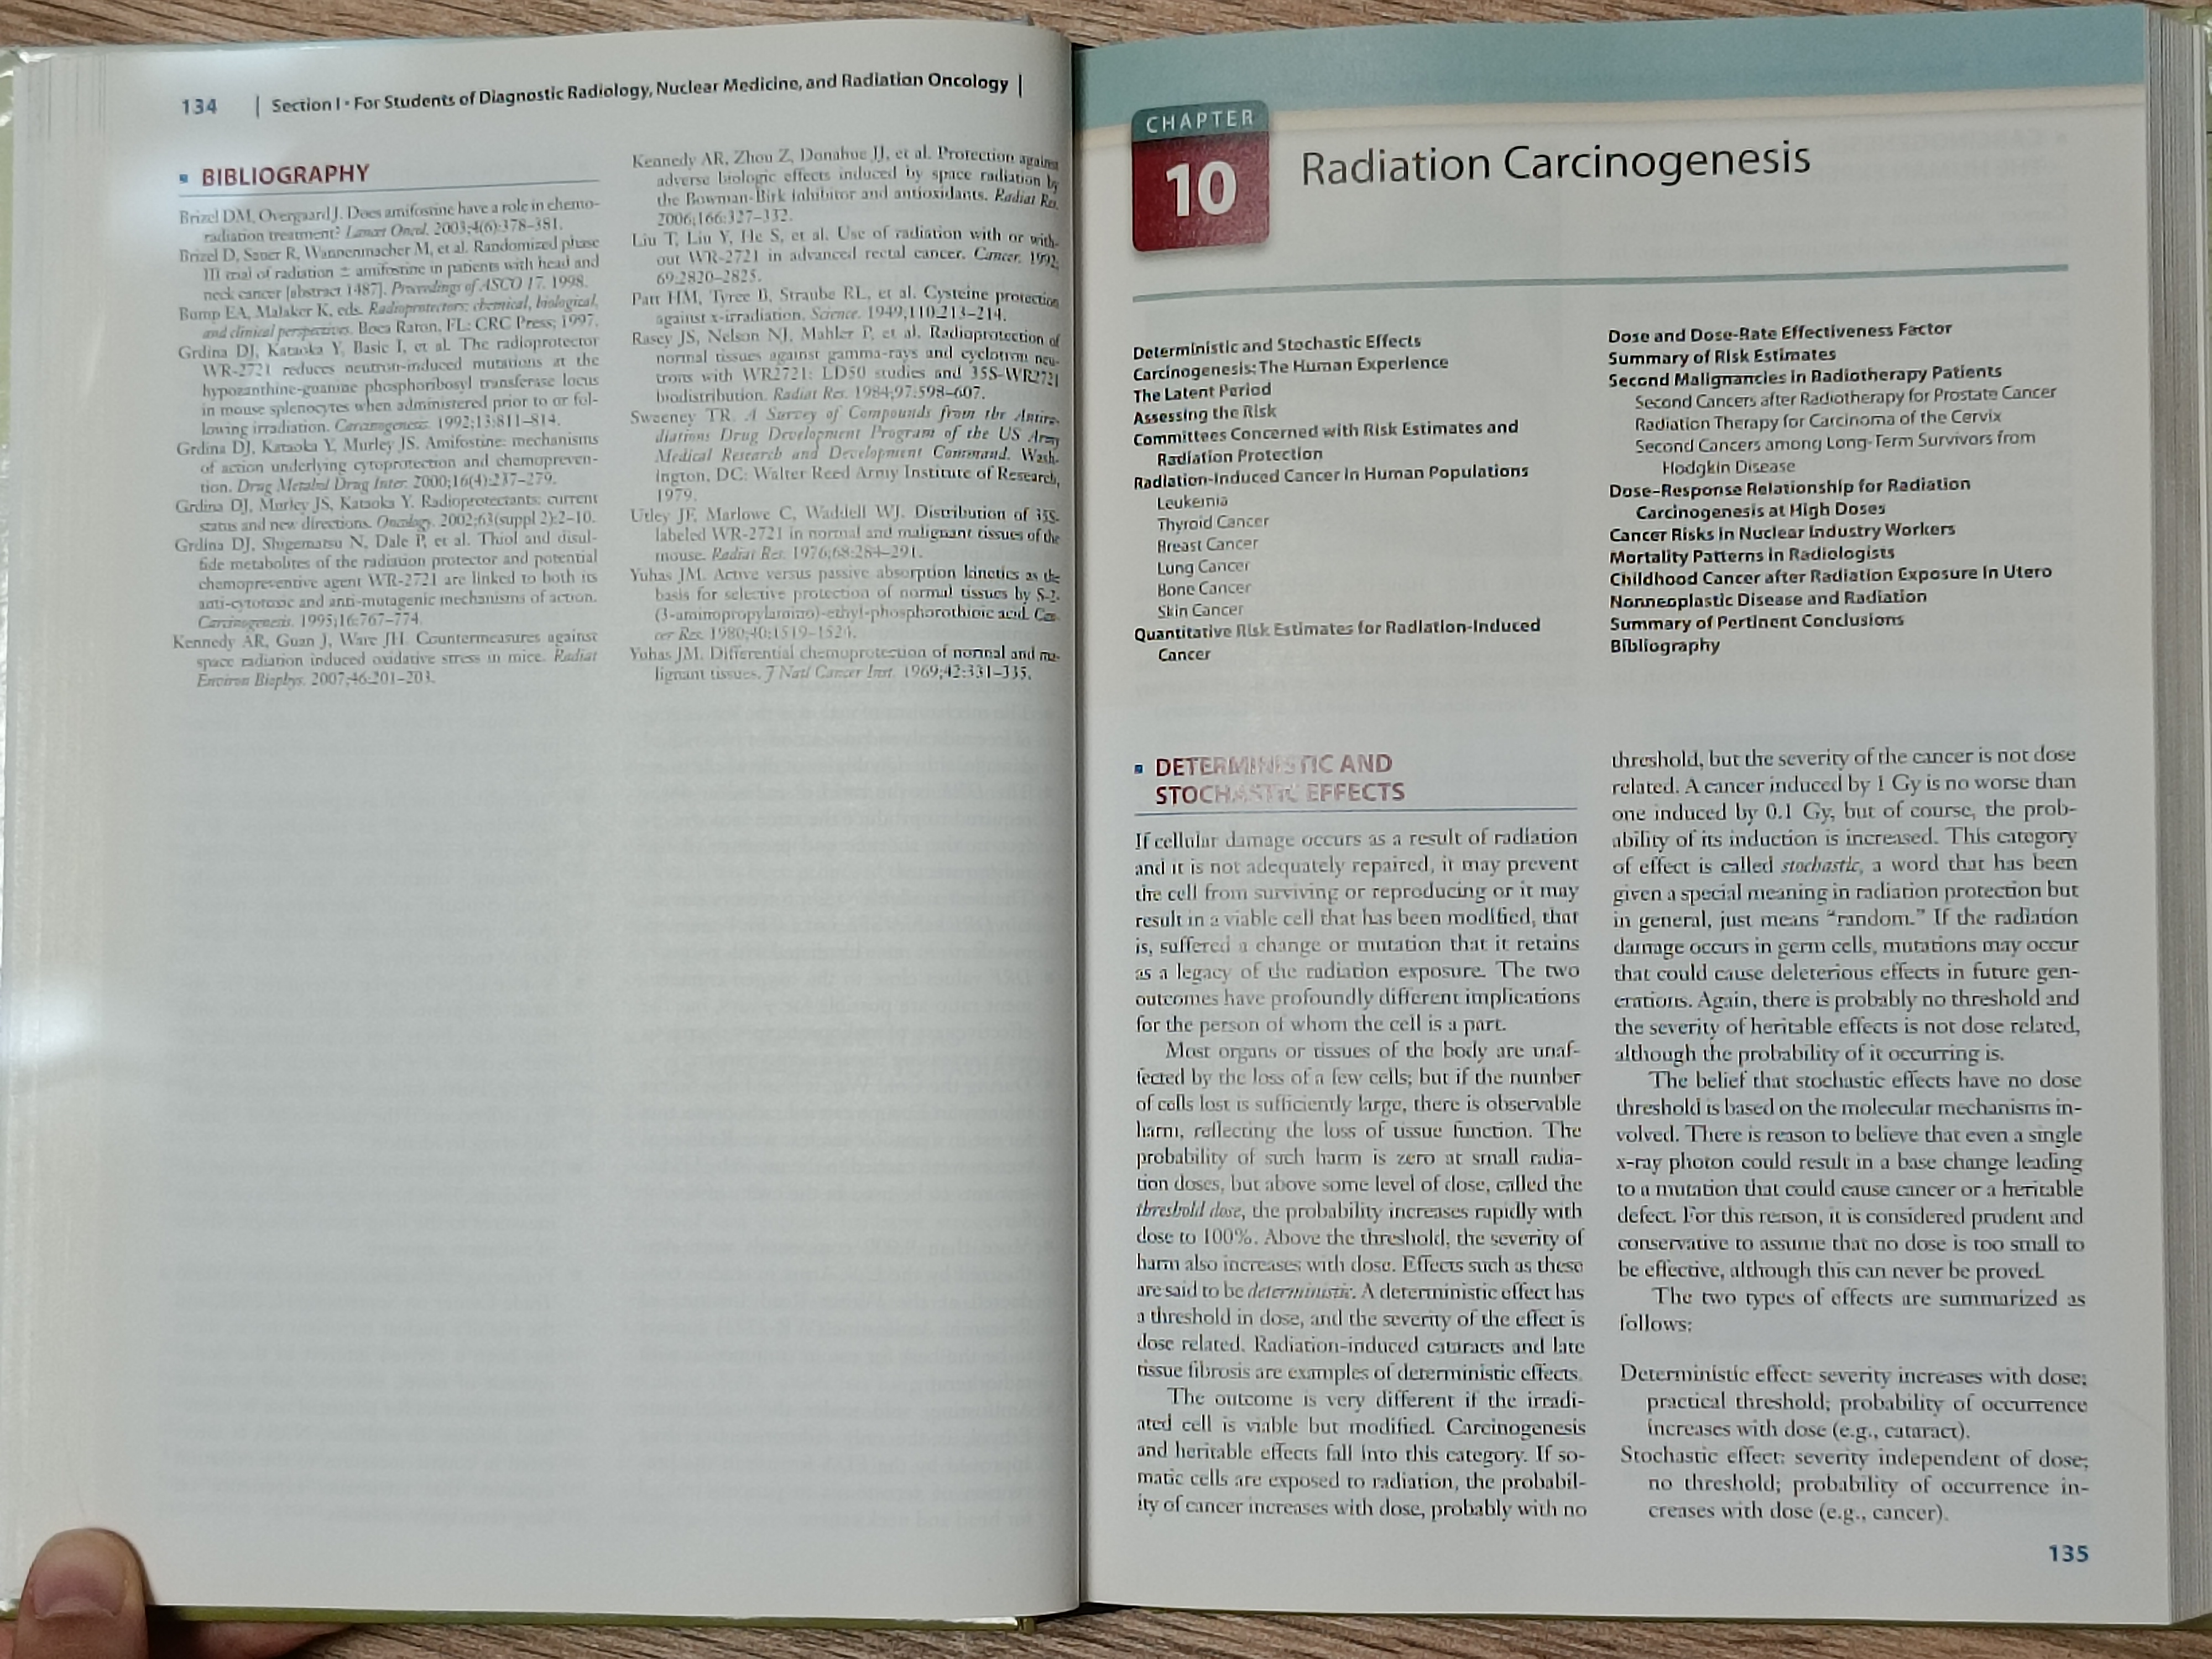 134 | Section I • For Students of Diagnostic Radiology, Nuclear Medicine, and Radiation Oncology |
BIBLIOGRAPHY
Brizel DM, Overgaard J. Does amifostine have a role in chemo-
radiation treatment? Lancet Oncol. 2003;4(6):378–381.
Brizel D, Sauer R, Wannenmacher M, et al. Randomized phase
III trial of radiation ± amifostine in patients with head and
neck cancer [abstract 1487]. Proceedings of ASCO 17. 1998.
Bump EA, Malaker K, eds. Radioprotectors: chemical, biological,
and clinical perspectives. Boca Raton, FL: CRC Press; 1997.
Grdina DJ, Kataoka Y, Basic I, et al. The radioprotector
WR-2721 reduces neutron-induced mutations at the
hypoxanthine-guanine phosphoribosyl transferase locus
in mouse splenocytes when administered prior to or fol-
lowing irradiation. Carcinogenesis. 1992;13:811–814.
Grdina DJ, Kataoka Y, Murley JS. Amifostine: mechanisms
of action underlying cytoprotection and chemopreven-
tion. Drug Metabol Drug Inter. 2000;16(4):237–279.
Grdina DJ, Murley JS, Kataoka Y. Radioprotectants: current
status and new directions. Oncology. 2002;63(suppl 2):2–10.
Grdina DJ, Shigematsu N, Dale P, et al. Thiol and disul-
fide metabolites of the radiation protector and potential
chemopreventive agent WR-2721 are linked to both its
anti-cytotoxic and anti-mutagenic mechanisms of action.
Carcinogenesis. 1995;16:767–774.
Kennedy AR, Guan J, Ware JH. Countermeasures against
space radiation induced oxidative stress in mice. Radiat
Environ Biophys. 2007;46:201–203.
Kennedy AR, Zhou Z, Donahue JJ, et al. Protection against
adverse biologic effects induced by space radiation by
the Bowman-Birk inhibitor and antioxidants. Radiat Res.
2006;166:327–332.
Liu T, Liu Y, He S, et al. Use of radiation with or with-
out WR-2721 in advanced rectal cancer. Cancer. 1992;
69:2820–2825.
Patt HM, Tyree B, Straube RL, et al. Cysteine protection
against x-irradiation. Science. 1949;110:213–214.
Rasey JS, Nelson NJ, Mahler P, et al. Radioprotection of
normal tissues against gamma-rays and cyclotron neu-
trons with WR2721: LD50 studies and 35S-WR2721
biodistribution. Radiat Res. 1984;97:598–607.
Sweeney TR. A Survey of Compounds from the Antira-
diations Drug Development Program of the US Army
Medical Research and Development Command. Wash-
ington, DC: Walter Reed Army Institute of Research,
1979.
Utley JF, Marlowe C, Waddell WJ. Distribution of 35S-
labeled WR-2721 in normal and malignant tissues of the
mouse. Radiat Res. 1976;68:284–291.
Yuhas JM. Active versus passive absorption kinetics as the
basis for selective protection of normal tissues by S-2-
(3-aminopropylamino)-ethyl-phosphorothioic acid. Can-
cer Res. 1980;40:1519–1524.
Yuhas JM. Differential chemoprotection of normal and ma-
lignant tissues. J Natl Cancer Inst. 1969;42:331–335.
CHAPTER
10
Radiation Carcinogenesis
Deterministic and Stochastic Effects
Carcinogenesis: The Human Experience
The Latent Period
Assessing the Risk
Committees Concerned with Risk Estimates and
Radiation Protection
Radiation-Induced Cancer in Human Populations
Leukemia
Thyroid Cancer
Breast Cancer
Lung Cancer
Bone Cancer
Skin Cancer
Quantitative Risk Estimates for Radiation-Induced
Cancer
Dose and Dose-Rate Effectiveness Factor
Summary of Risk Estimates
Second Malignancies in Radiotherapy Patients
Second Cancers after Radiotherapy for Prostate Cancer
Radiation Therapy for Carcinoma of the Cervix
Second Cancers among Long-Term Survivors from
Hodgkin Disease
Dose–Response Relationship for Radiation
Carcinogenesis at High Doses
Cancer Risks in Nuclear Industry Workers
Mortality Patterns in Radiologists
Childhood Cancer after Radiation Exposure In Utero
Nonneoplastic Disease and Radiation
Summary of Pertinent Conclusions
Bibliography
DETERMINISTIC AND
STOCHASTIC EFFECTS
If cellular damage occurs as a result of radiation
and it is not adequately repaired, it may prevent
the cell from surviving or reproducing or it may
result in a viable cell that has been modified, that
is, suffered a change or mutation that it retains
as a legacy of the radiation exposure. The two
outcomes have profoundly different implications
for the person of whom the cell is a part.
Most organs or tissues of the body are unaf-
fected by the loss of a few cells; but if the number
of cells lost is sufficiently large, there is observable
harm, reflecting the loss of tissue function. The
probability of such harm is zero at small radia-
tion doses, but above some level of dose, called the
threshold dose, the probability increases rapidly with
dose to 100%. Above the threshold, the severity of
harm also increases with dose. Effects such as these
are said to be deterministic. A deterministic effect has
a threshold in dose, and the severity of the effect is
dose related. Radiation-induced cataracts and late
tissue fibrosis are examples of deterministic effects.
The outcome is very different if the irradi-
ated cell is viable but modified. Carcinogenesis
and heritable effects fall into this category. If so-
matic cells are exposed to radiation, the probabil-
ity of cancer increases with dose, probably with no
threshold, but the severity of the cancer is not dose
related. A cancer induced by 1 Gy is no worse than
one induced by 0.1 Gy, but of course, the prob-
ability of its induction is increased. This category
of effect is called stochastic, a word that has been
given a special meaning in radiation protection but
in general, just means "random." If the radiation
damage occurs in germ cells, mutations may occur
that could cause deleterious effects in future gen-
erations. Again, there is probably no threshold and
the severity of heritable effects is not dose related,
although the probability of it occurring is.
The belief that stochastic effects have no dose
threshold is based on the molecular mechanisms in-
volved. There is reason to believe that even a single
x-ray photon could result in a base change leading
to a mutation that could cause cancer or a heritable
defect. For this reason, it is considered prudent and
conservative to assume that no dose is too small to
be effective, although this can never be proved.
The two types of effects are summarized as
follows:
Deterministic effect: severity increases with dose;
practical threshold; probability of occurrence
increases with dose (e.g., cataract).
Stochastic effect: severity independent of dose;
no threshold; probability of occurrence in-
creases with dose (e.g., cancer).
135